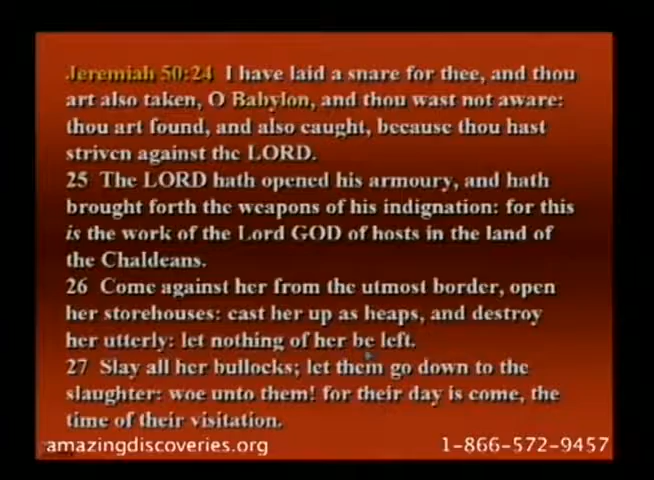 Jeremiah 50:24 I have laid a snare for thee, and thou
art also taken, O Babylon, and thou wast not aware:
thou art found, and also caught, because thou hast
striven against the LORD.
25 The LORD hath opened his armoury, and hath
brought forth the weapons of his indignation: for this
is the work of the Lord GOD of hosts in the land of
the Chaldeans.
26 Come against her from the utmost border, open
her storehouses: cast her up as heaps, and destroy
her utterly: let nothing of her be left.
27 Slay all her bullocks; let them go down to the
slaughter: woe unto them! for their day is come, the
time of their visitation.
amazingdiscoveries.org 1-866-572-9457